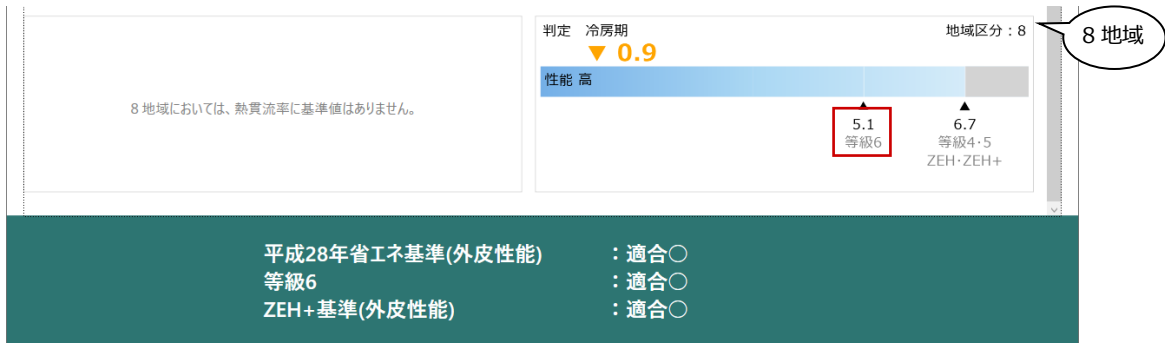 判定 冷房期
地域区分：8
8 地域
▼ 0.9
性能 高
8 地域においては、熱貫流率に基準値はありません。
▲ ▲
5.1 6.7
等級6 等級4・5
ZEH・ZEH+
平成28年省エネ基準(外皮性能) ：適合〇
等級6 ：適合〇
ZEH+基準(外皮性能) ：適合〇